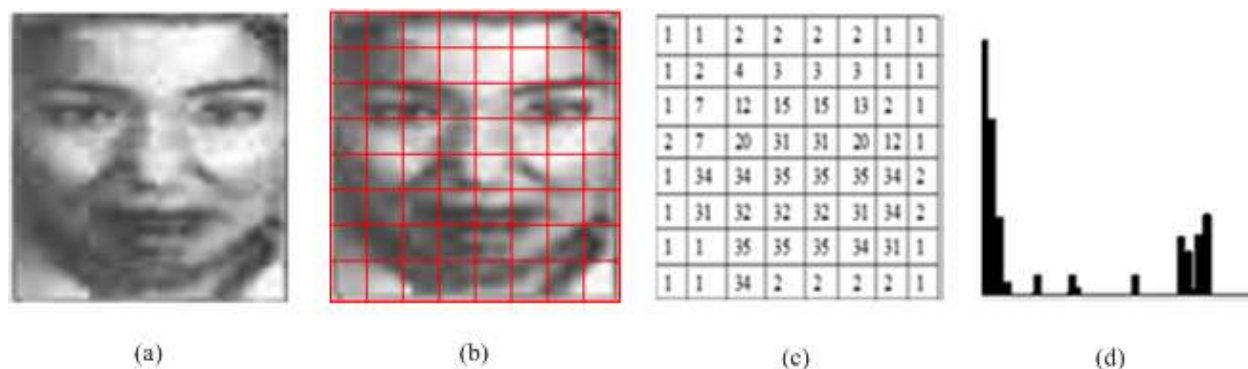 1 1 2 2 2 2 1 1
1 2 4 3 3 3 1 1
1 7 12 15 15 13 2 1
2 7 20 31 31 20 12 1
1 34 34 35 35 35 34 2
1 31 32 32 32 31 34 2
1 1 35 35 35 34 31 1
1 1 34 2 2 2 2 1
(a) (b) (c) (d)